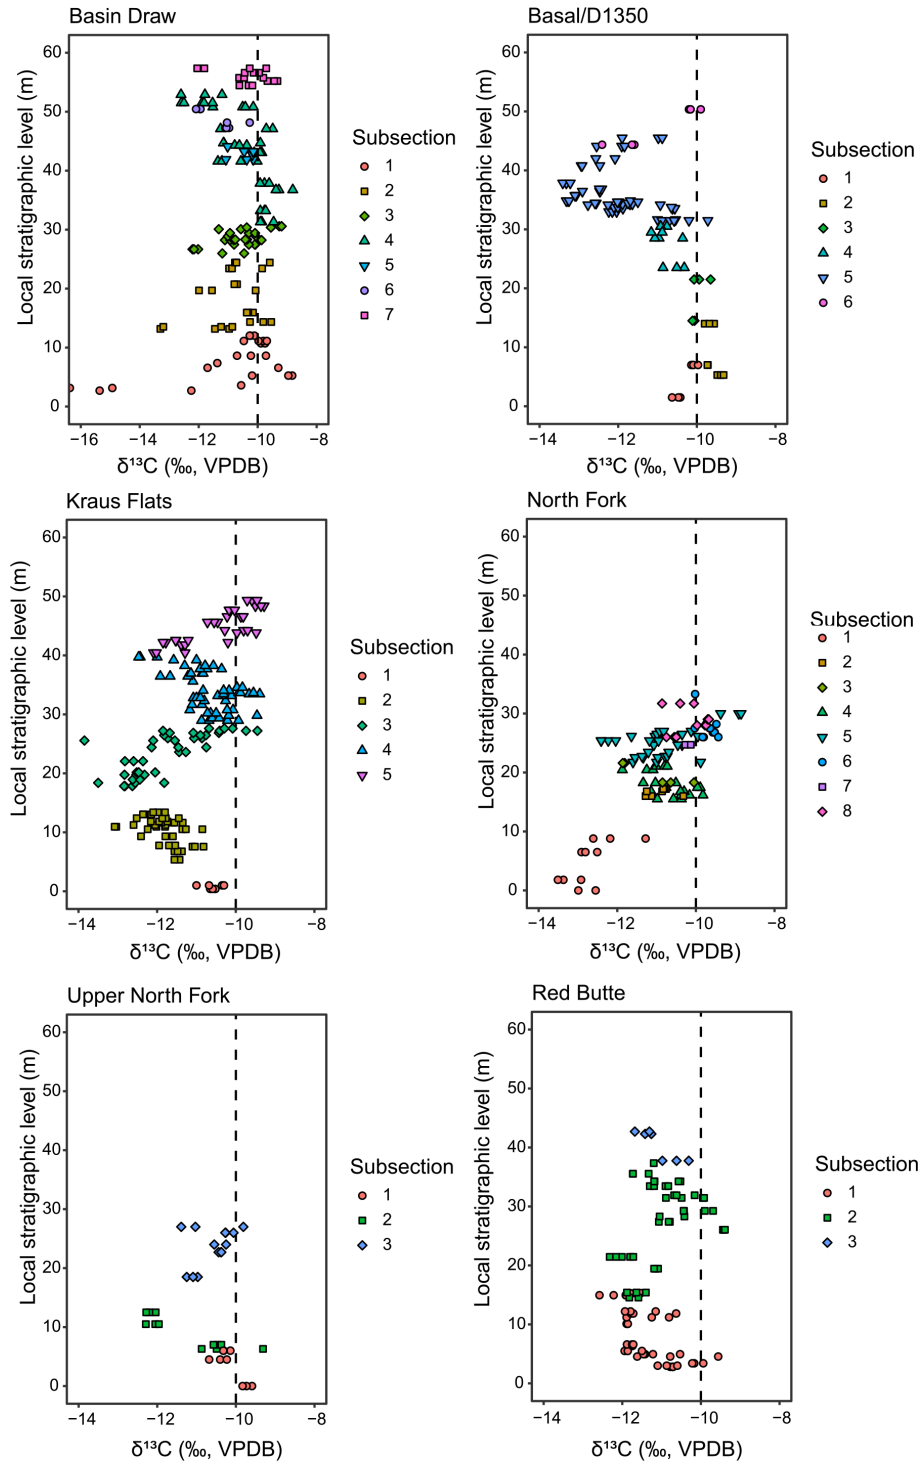 Basin Draw
Local stratigraphic level (m)
60
50
40
30
20
10
0
−16 −14 −12 −10 −8
δ¹³C (‰, VPDB)
Subsection
1
2
3
4
5
6
7
Basal/D1350
Local stratigraphic level (m)
60
50
40
30
20
10
0
−14 −12 −10 −8
δ¹³C (‰, VPDB)
Subsection
1
2
3
4
5
6
Kraus Flats
Local stratigraphic level (m)
60
50
40
30
20
10
0
−14 −12 −10 −8
δ¹³C (‰, VPDB)
Subsection
1
2
3
4
5
North Fork
Local stratigraphic level (m)
60
50
40
30
20
10
0
−14 −12 −10 −8
δ¹³C (‰, VPDB)
Subsection
1
2
3
4
5
6
7
8
Upper North Fork
Local stratigraphic level (m)
60
50
40
30
20
10
0
−14 −12 −10 −8
δ¹³C (‰, VPDB)
Subsection
1
2
3
Red Butte
Local stratigraphic level (m)
60
50
40
30
20
10
0
−14 −12 −10 −8
δ¹³C (‰, VPDB)
Subsection
1
2
3